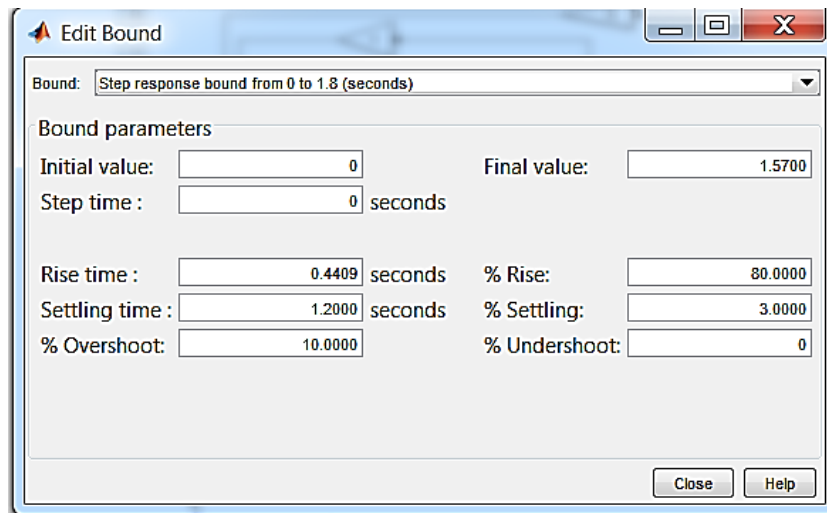 Edit Bound
Bound: Step response bound from 0 to 1.8 (seconds)
Bound parameters
Initial value: 0 Final value: 1.5700
Step time : 0 seconds
Rise time : 0.4409 seconds % Rise: 80.0000
Settling time : 1.2000 seconds % Settling: 3.0000
% Overshoot: 10.0000 % Undershoot: 0
Close Help